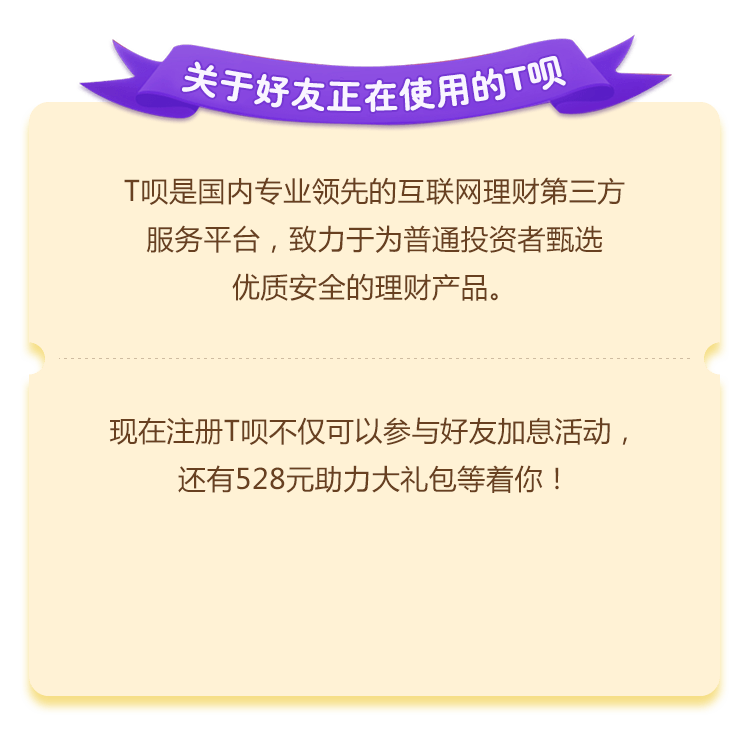 关于好友正在使用的T呗
T呗是国内专业领先的互联网理财第三方
服务平台，致力于为普通投资者甄选
优质安全的理财产品。
现在注册T呗不仅可以参与好友加息活动，
还有528元助力大礼包等着你！